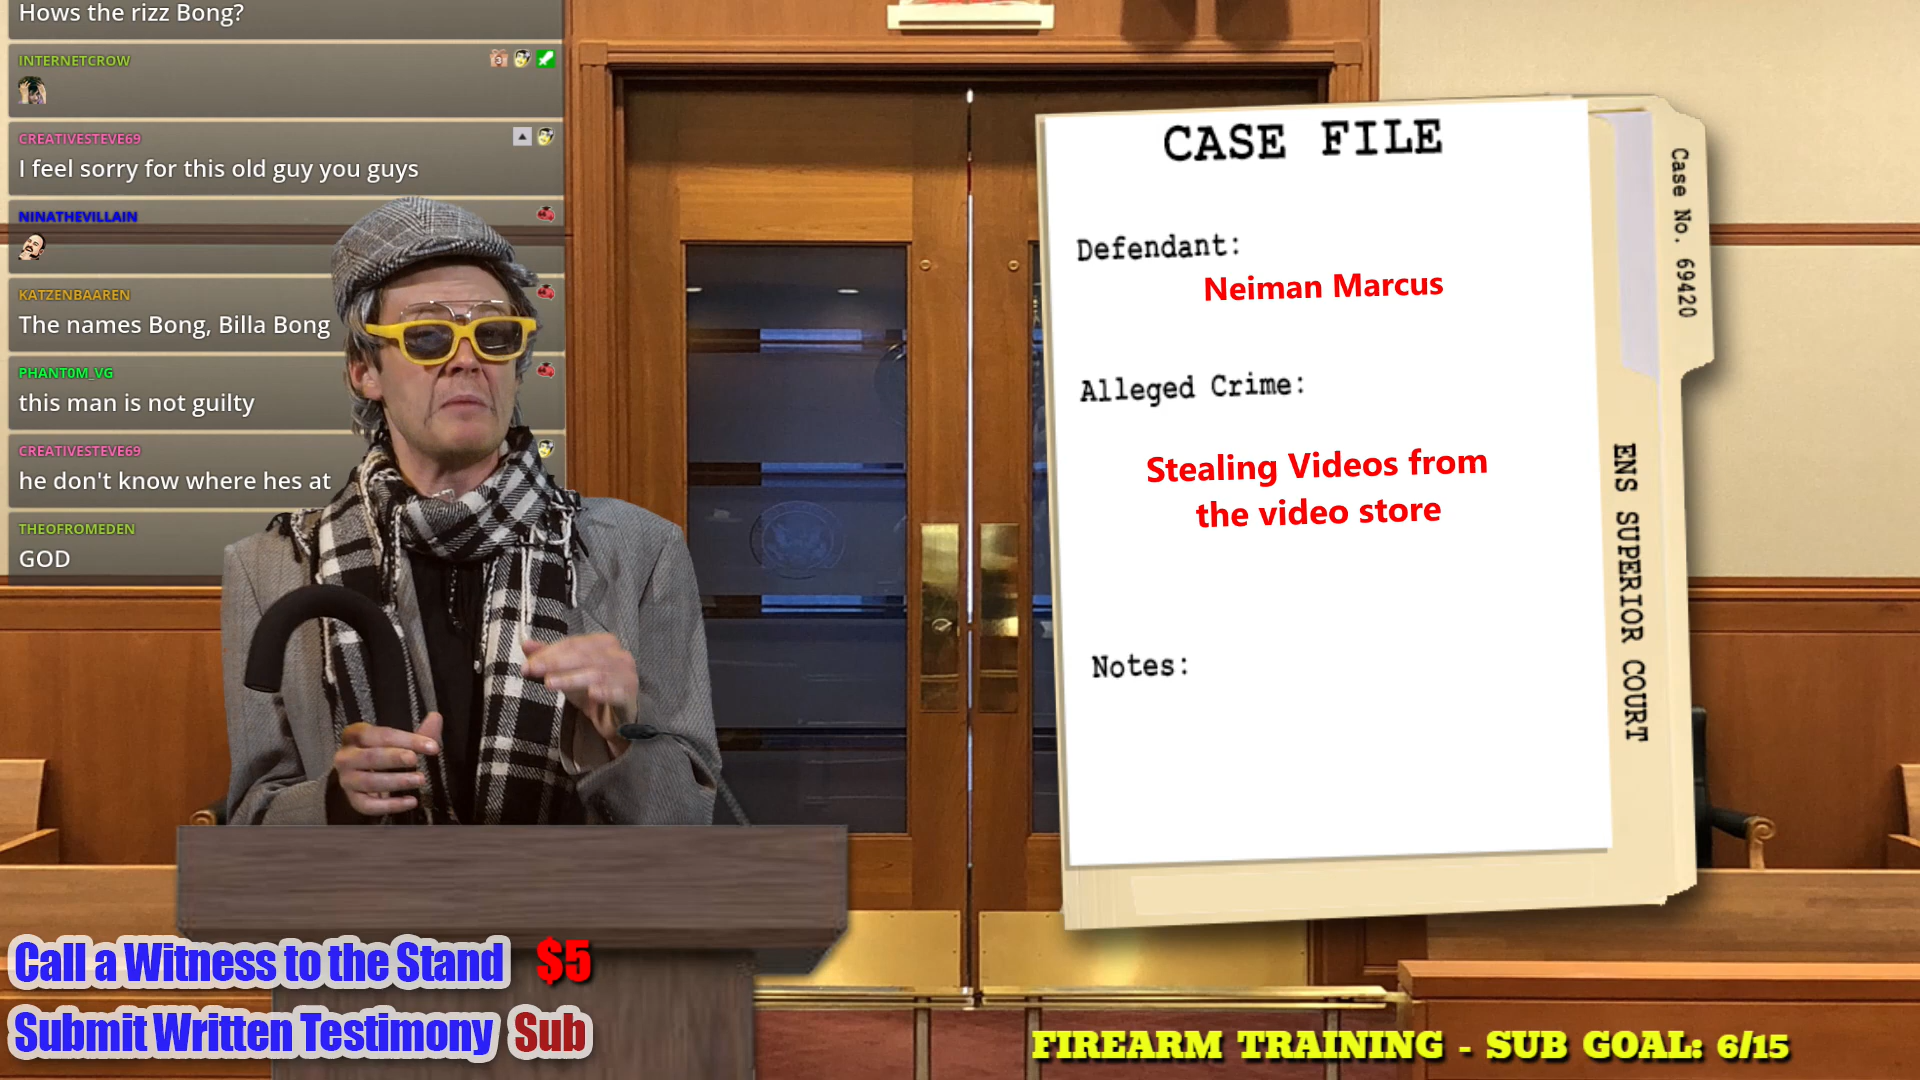 Hows the rizz Bong?
INTERNETCROW
CREATIVESTEVE69
I feel sorry for this old guy you guys
NINATHEVILLAIN
KATZENBAAREN
The names Bong, Billa Bong
PHANT0M_VG
this man is not guilty
CREATIVESTEVE69
he don't know where hes at
THEOFROMEDEN
GOD
CASE FILE
Defendant:
Neiman Marcus
Alleged Crime:
Stealing Videos from
the video store
Notes:
Case No. 69420
ENS SUPERIOR COURT
Call a Witness to the Stand $5
Submit Written Testimony Sub
FIREARM TRAINING - SUB GOAL: 6/15